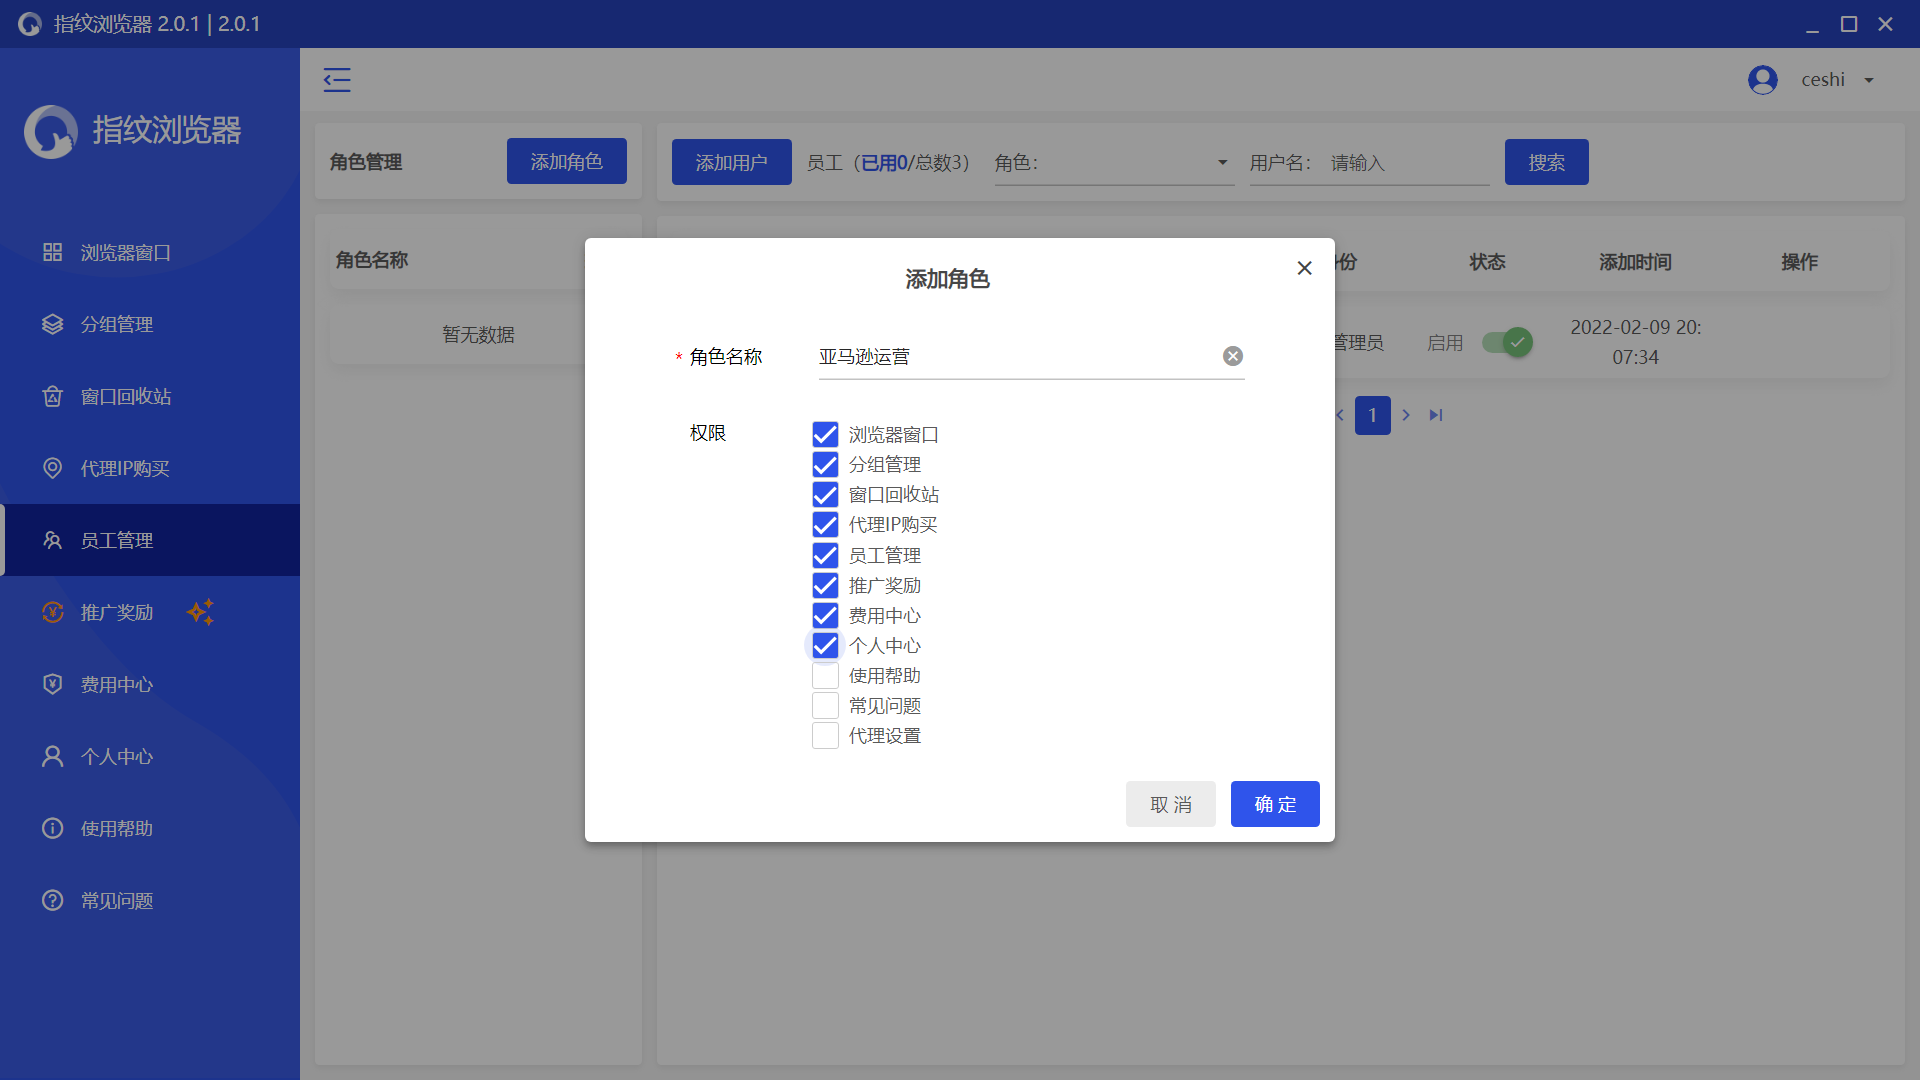 指纹浏览器 2.0.1 | 2.0.1
指纹浏览器
浏览器窗口
分组管理
窗口回收站
代理IP购买
员工管理
推广奖励
费用中心
个人中心
使用帮助
常见问题
ceshi
角色管理
添加角色
添加用户
员工（已用0/总数3）
角色：
用户名：
请输入
搜索
角色名称
暂无数据
份
状态
添加时间
操作
管理员
启用
2022-02-09 20:
07:34
1
添加角色
* 角色名称
亚马逊运营
权限
浏览器窗口
分组管理
窗口回收站
代理IP购买
员工管理
推广奖励
费用中心
个人中心
使用帮助
常见问题
代理设置
取 消
确 定